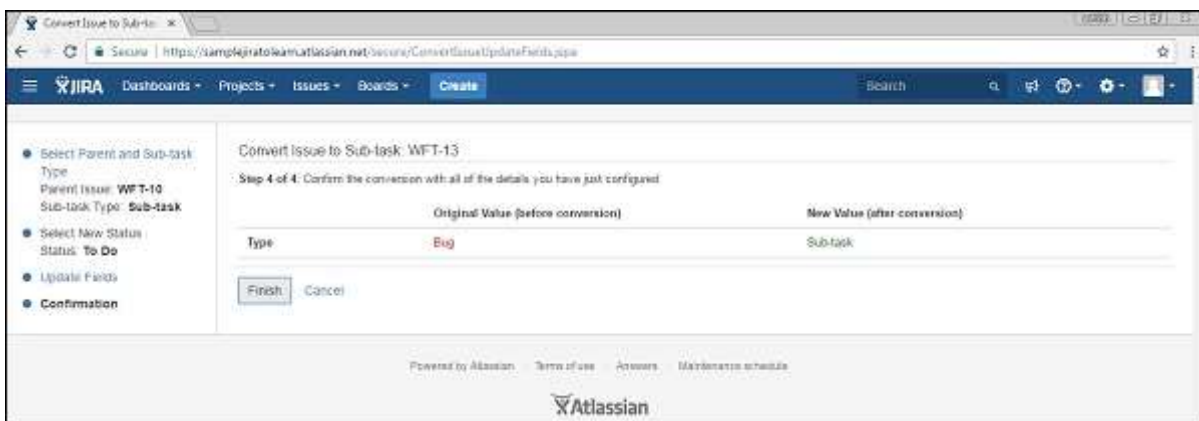 Convert Issue to Sub-ta
Secure | https://samplejiratolearn.atlassian.net/secure/ConvertIssueUpdateFields.jspa
JIRA Dashboards Projects Issues Boards Create Search
Select Parent and Sub-task
Type
Parent Issue: WFT-10
Sub-task Type: Sub-task
Select New Status
Status: To Do
Update Fields
Confirmation
Convert Issue to Sub-task: WFT-13
Step 4 of 4: Confirm the conversion with all of the details you have just configured
Original Value (before conversion) New Value (after conversion)
Type Bug Sub-task
Finish Cancel
Powered by Atlassian Terms of use Answers Maintenance schedule
Atlassian